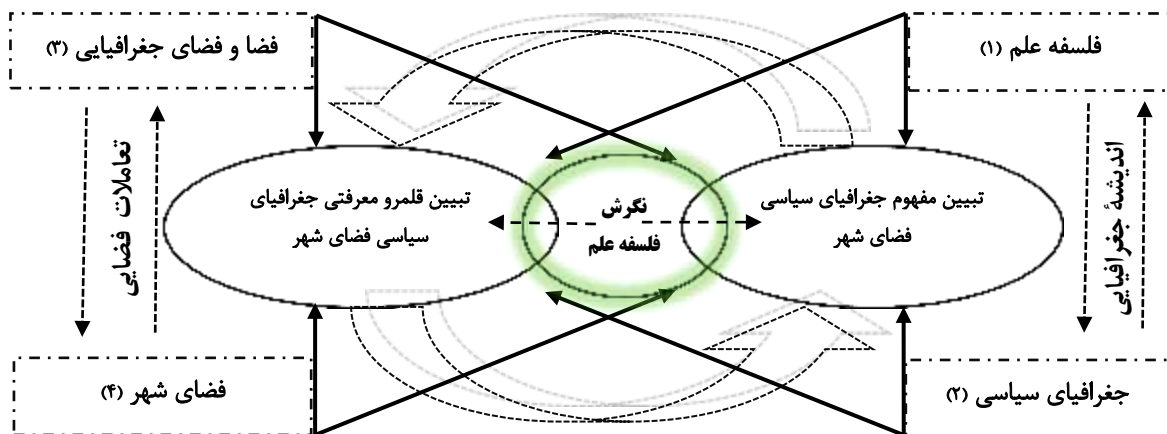 فلسفه علم (۱)
فضا و فضای جغرافیایی (۳)
اندیشۀ جغرافیایی
تبیین مفهوم جغرافیای سیاسی
فضای شهر
نگرش
فلسفه علم
تبیین قلمرو معرفتی جغرافیای
سیاسی فضای شهر
تعاملات فضایی
جغرافیای سیاسی (۲)
فضای شهر (۴)